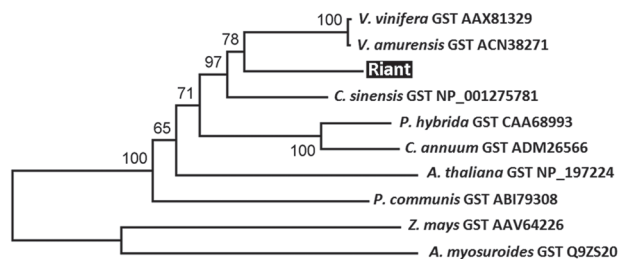 100
V. vinifera GST AAX81329
78
V. amurensis GST ACN38271
97
Riant
71
C. sinensis GST NP_001275781
65
P. hybrida GST CAA68993
100
C. annuum GST ADM26566
100
A. thaliana GST NP_197224
P. communis GST ABI79308
Z. mays GST AAV64226
A. myosuroides GST Q9ZS20